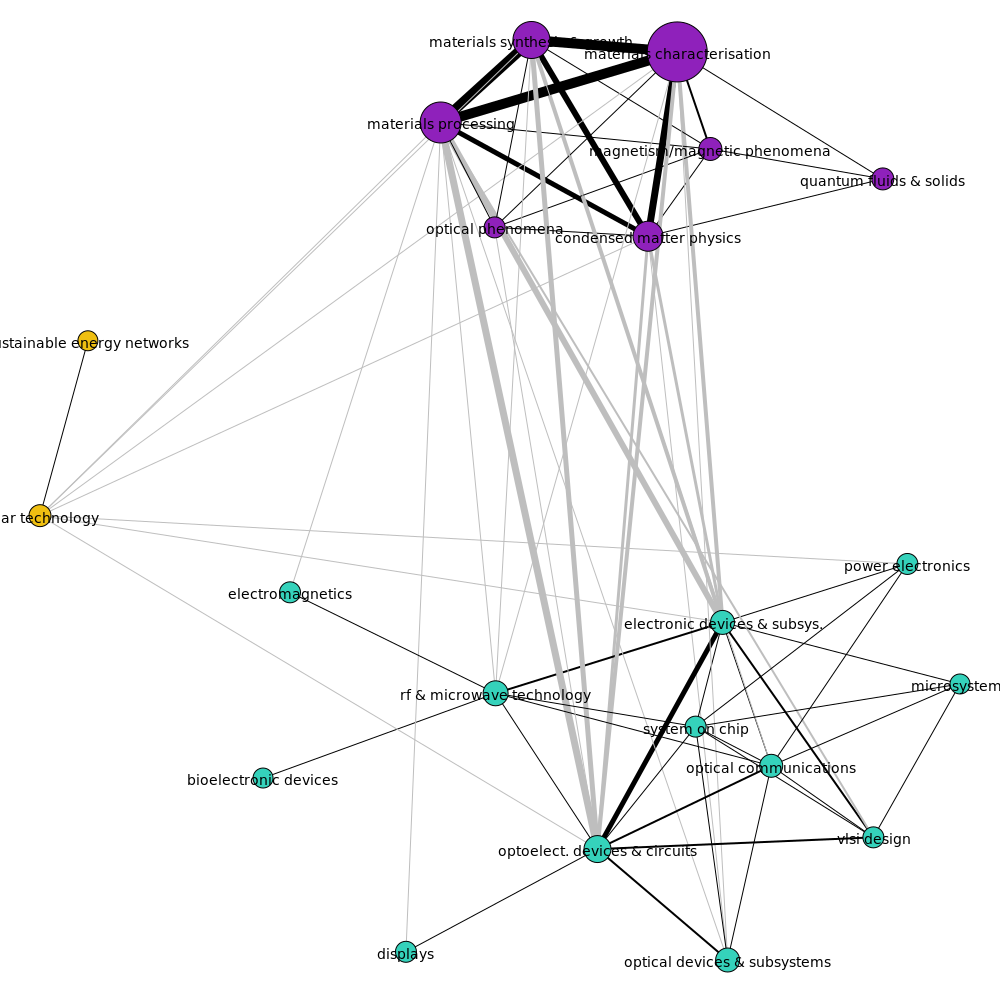 materials synthesis & growth
materials characterisation
materials processing
magnetism/magnetic phenomena
quantum fluids & solids
optical phenomena
condensed matter physics
ustainable energy networks
ar technology
power electronics
electromagnetics
electronic devices & subsys.
microsystem
rf & microwave technology
system on chip
optical communications
bioelectronic devices
vlsi design
optoelect. devices & circuits
displays
optical devices & subsystems